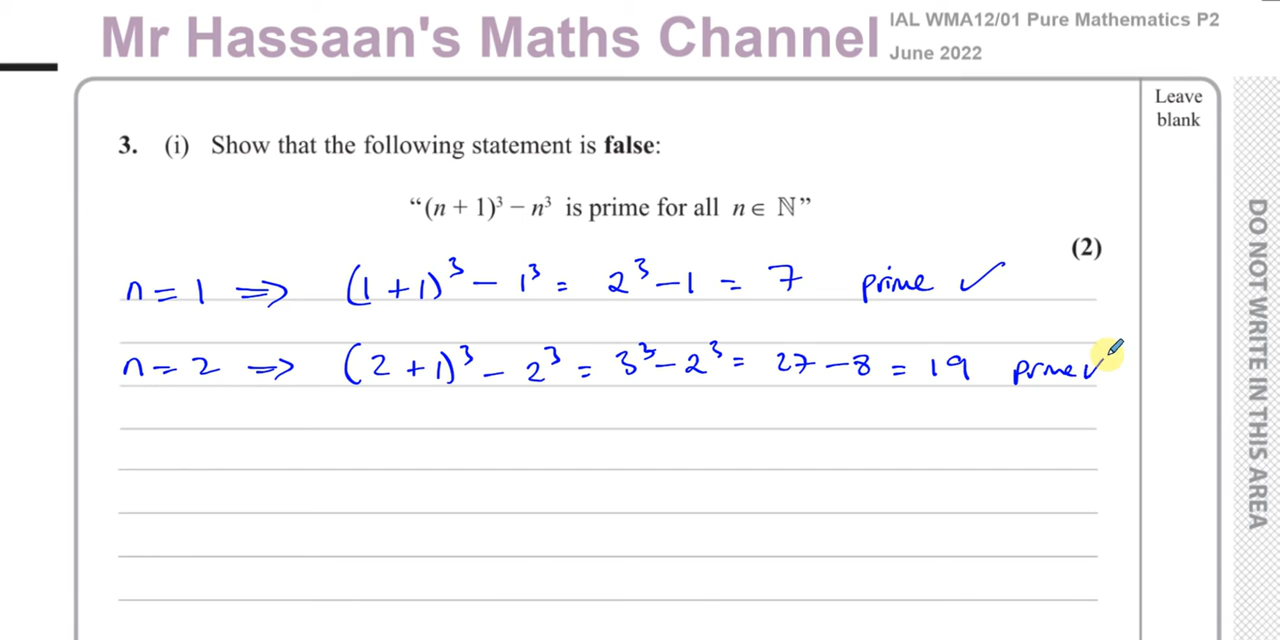 Mr Hassaan's Maths Channel
IAL WMA12/01 Pure Mathematics P2
June 2022
Leave
blank
3. (i) Show that the following statement is false:
“(n + 1)³ – n³ is prime for all n ∈ ℕ”
(2)
n = 1 ⇒ (1 + 1)³ – 1³ = 2³ – 1 = 7 prime ✓
n = 2 ⇒ (2 + 1)³ – 2³ = 3³ – 2³ = 27 – 8 = 19 prime ✓
DO NOT WRITE IN THIS AREA